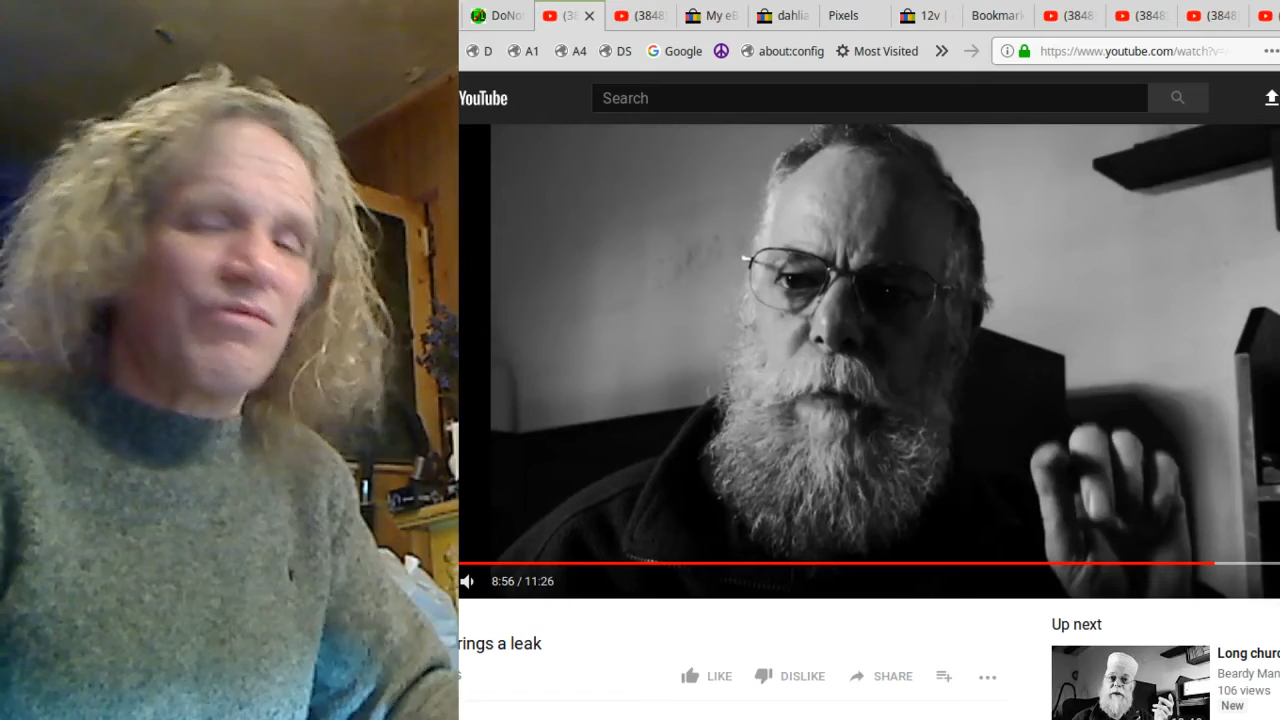 DoNo (38 (3848) My eB dahlia Pixels 12v | Bookmar (3848) (3848) (3848) (38
D A1 A4 DS Google about:config Most Visited https://www.youtube.com/watch?v=
YouTube Search
8:56 / 11:26
rings a leak
Up next
LIKE DISLIKE SHARE
Long churc
Beardy Man
106 views
New